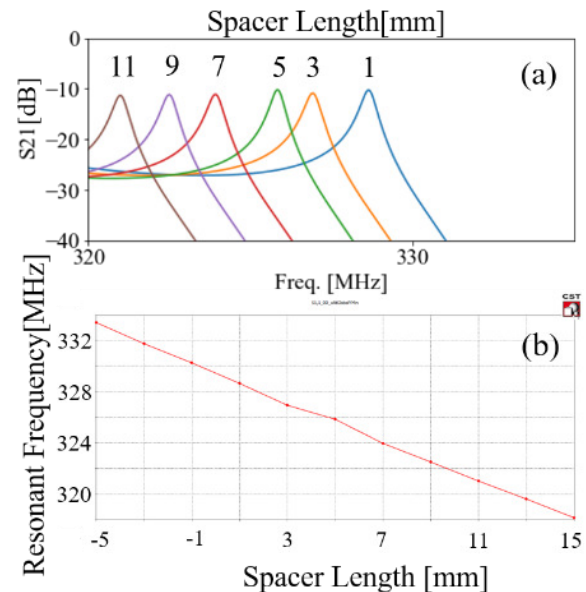 Spacer Length[mm]
0
11 9 7 5 3 1 (a)
-10
S21[dB]
-20
-30
-40
320 330
Freq. [MHz]
CST
(b)
Resonant Frequency[MHz]
332
328
324
320
-5 -1 3 7 11 15
Spacer Length [mm]